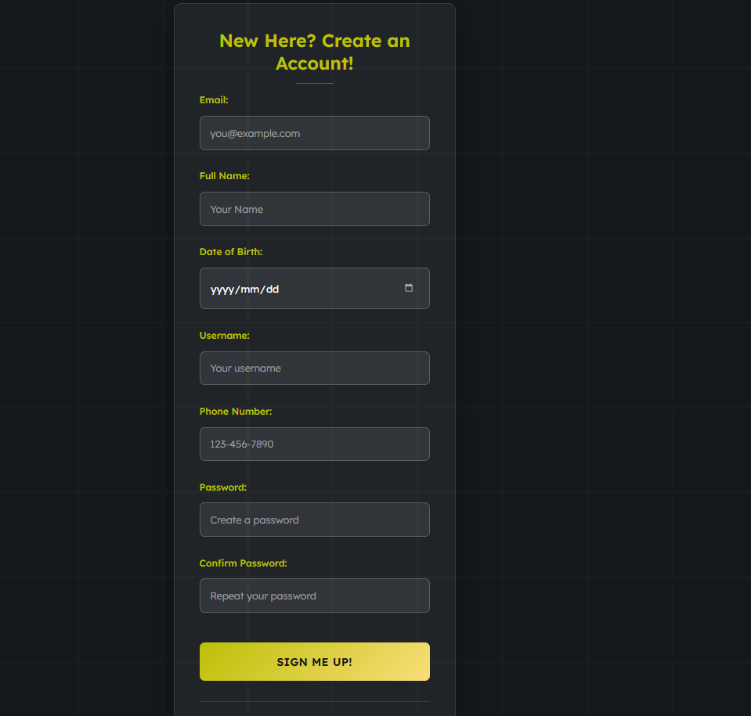 New Here? Create an
Account!
Email:
you@example.com
Full Name:
Your Name
Date of Birth:
yyyy/mm/dd
Username:
Your username
Phone Number:
123-456-7890
Password:
Create a password
Confirm Password:
Repeat your password
SIGN ME UP!